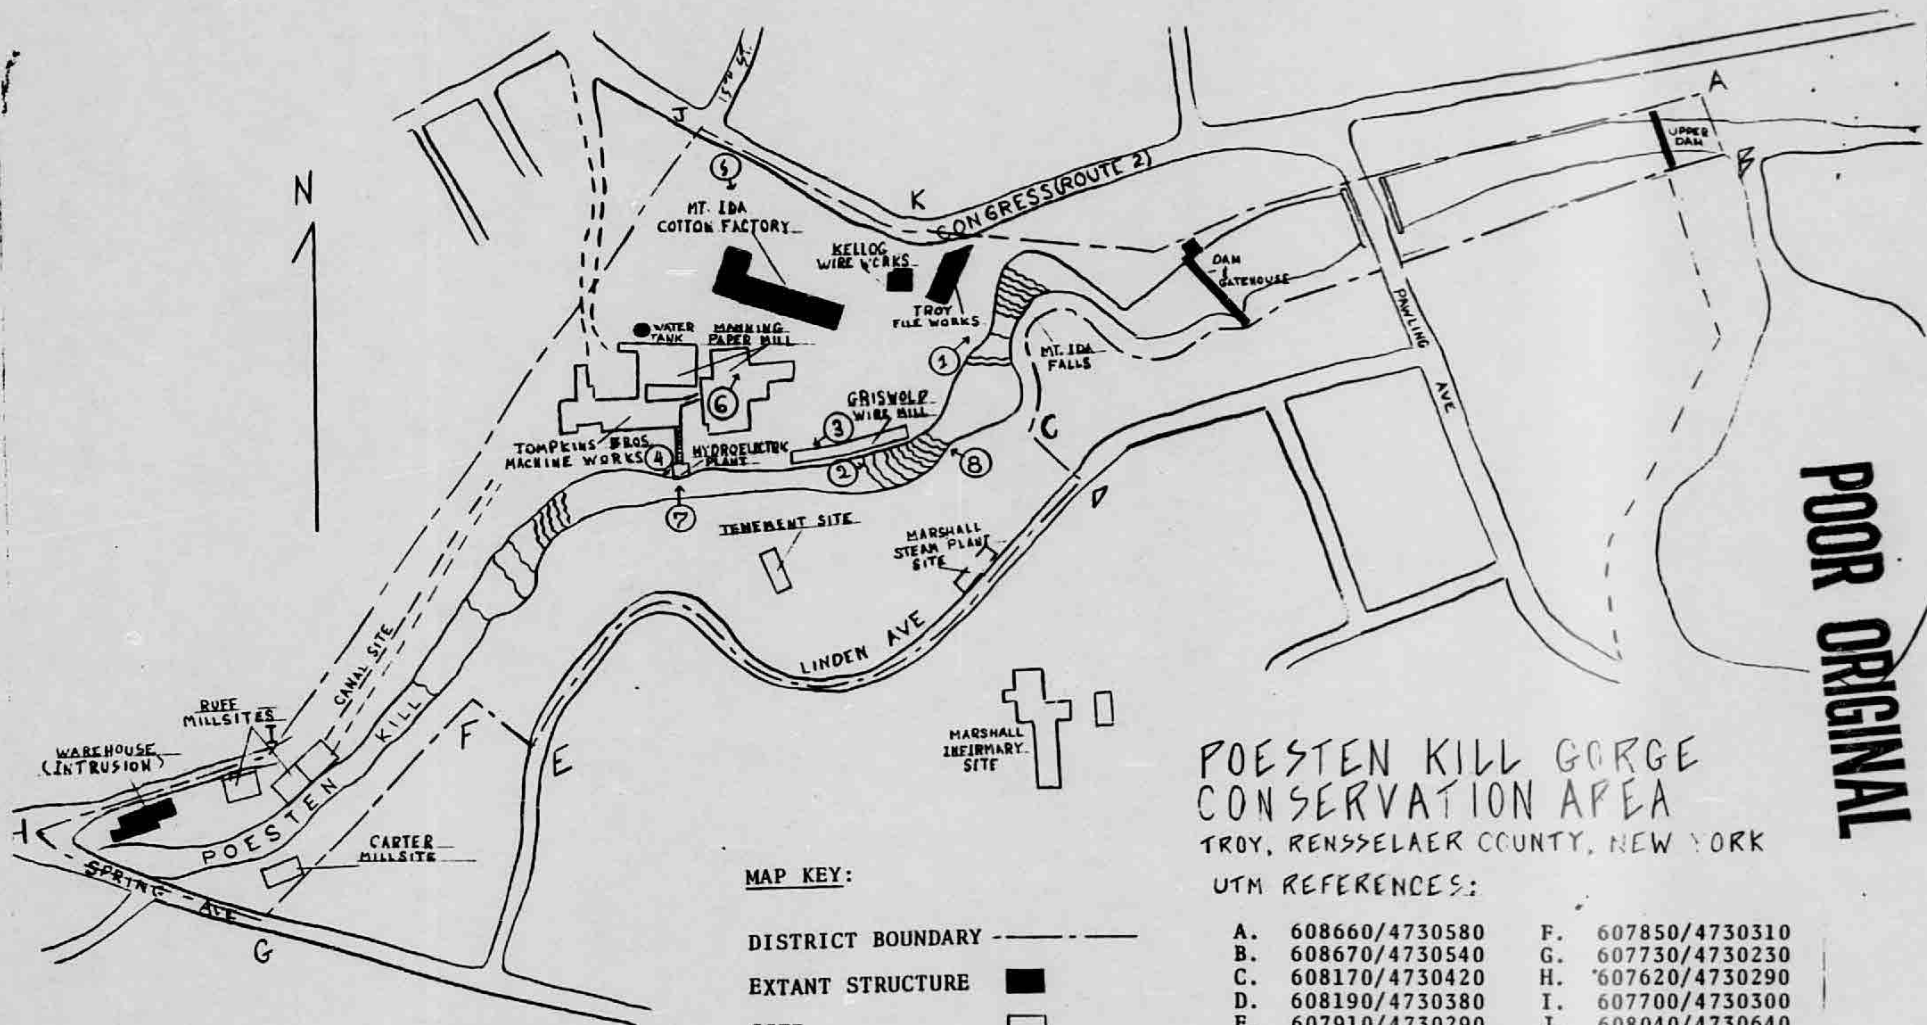 N
J
15TH ST.
5
MT. IDA
COTTON FACTORY
K
CONGRESS (ROUTE 2)
KELLOG
WIRE WORKS
TROY
FILE WORKS
DAM
&
GATEHOUSE
UPPER
DAM
A
B
PAWLING
AVE
WATER
TANK
MANNING
PAPER MILL
1
MT. IDA
FALLS
6
GRISWOLD
WIRE MILL
3
C
TOMPKINS BROS.
MACHINE WORKS
4
HYDROELECTRIC
PLANT
2
8
7
D
TENEMENT SITE
MARSHALL
STEAM PLANT
SITE
LINDEN AVE
CANAL SITE
RUFF
MILLSITES
I
WAREHOUSE
(INTRUSION)
POESTEN KILL
F
E
MARSHALL
INFIRMARY
SITE
H
CARTER
MILLSITE
SPRING AVE
G
POOR ORIGINAL
POESTEN KILL GORGE
CONSERVATION AREA
TROY, RENSSELAER COUNTY, NEW YORK
UTM REFERENCES:
A. 608660/4730580 F. 607850/4730310
B. 608670/4730540 G. 607730/4730230
C. 608170/4730420 H. 607620/4730290
D. 608190/4730380 I. 607700/4730300
E. 607910/4730290 J. 608040/4730640
MAP KEY:
DISTRICT BOUNDARY
EXTANT STRUCTURE